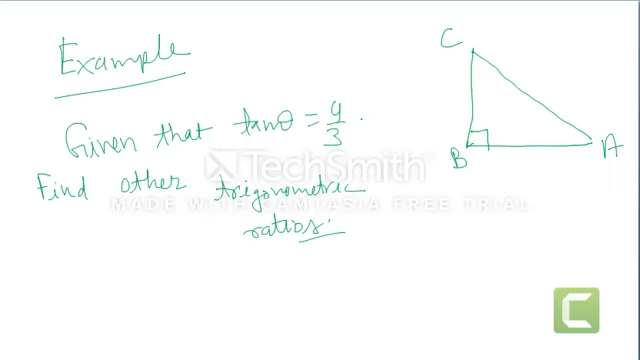 Example
Given that tanθ = 4/3.
Find other trigonometric
ratios.
C
B
A
TechSmith
MADE WITH CAMTASIA FREE TRIAL
C